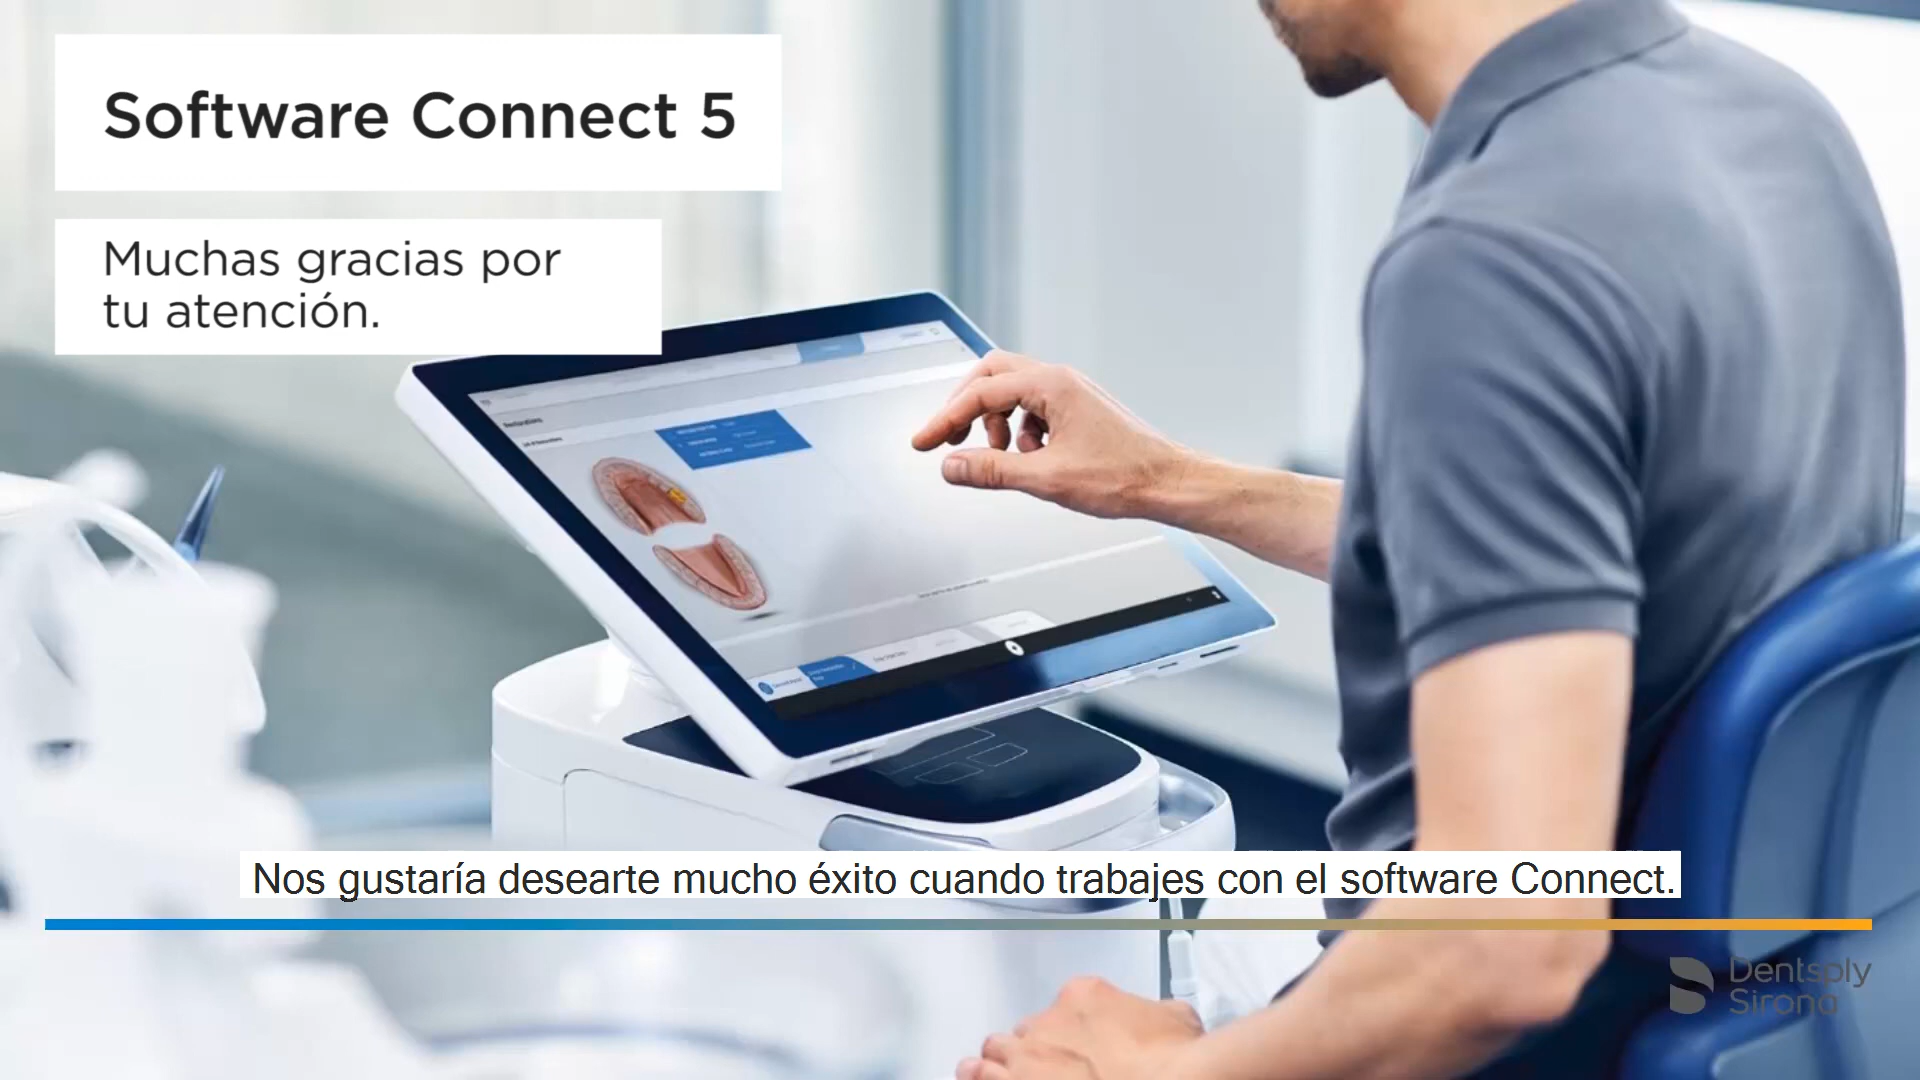 Software Connect 5
Muchas gracias por
tu atención.
Nos gustaría desearte mucho éxito cuando trabajes con el software Connect.
Dentsply
Sirona